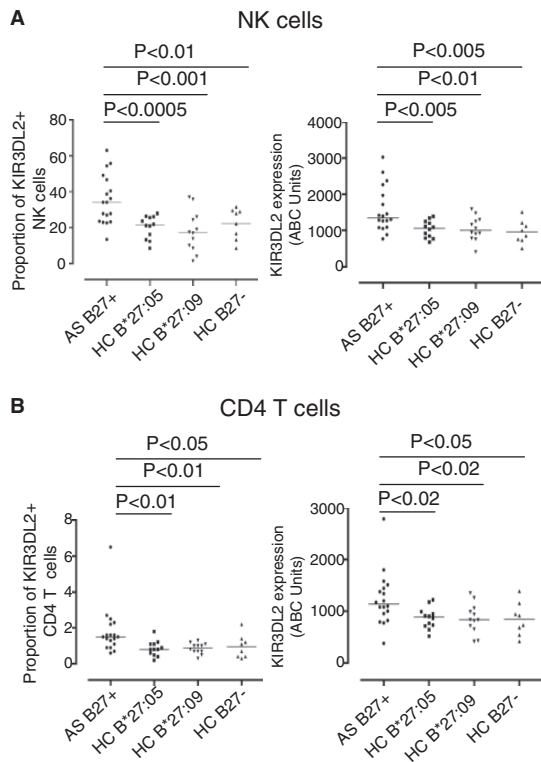 A
NK cells
P<0.01
P<0.001
P<0.0005
Proportion of KIR3DL2+
NK cells
80
60
40
20
0
AS B27+
HC B*27:05
HC B*27:09
HC B27-
P<0.005
P<0.01
P<0.005
KIR3DL2 expression
(ABC Units)
4000
3000
2000
1000
0
AS B27+
HC B*27:05
HC B*27:09
HC B27-
B
CD4 T cells
P<0.05
P<0.01
P<0.01
Proportion of KIR3DL2+
CD4 T cells
8
6
4
2
0
AS B27+
HC B*27:05
HC B*27:09
HC B27-
P<0.05
P<0.02
P<0.02
KIR3DL2 expression
(ABC Units)
3000
2000
1000
0
AS B27+
HC B*27:05
HC B*27:09
HC B27-